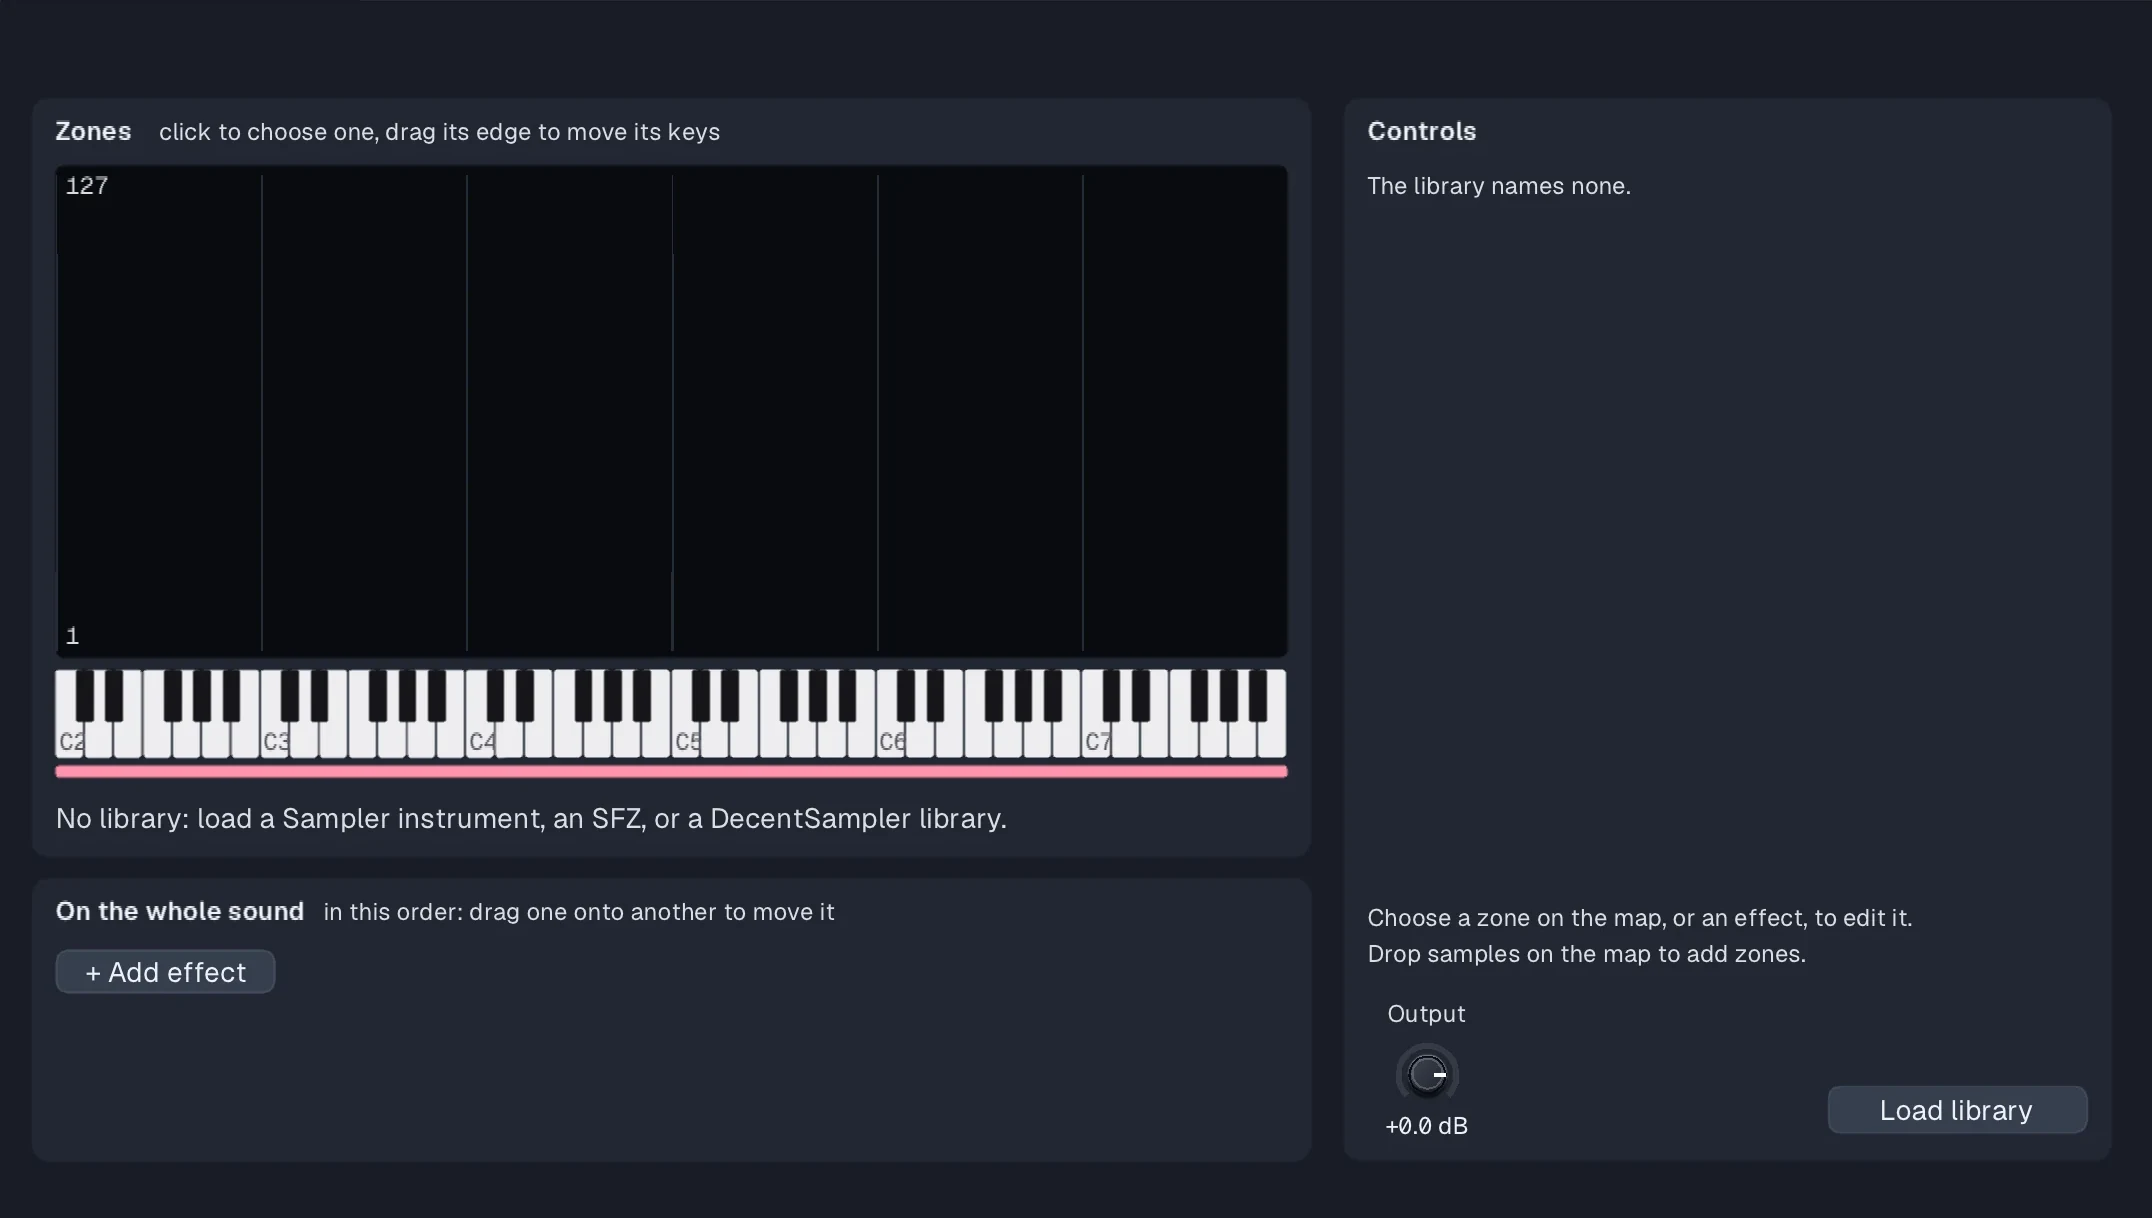 Zones click to choose one, drag its edge to move its keys
127
1
C2 C3 C4 C5 C6 C7
No library: load a Sampler instrument, an SFZ, or a DecentSampler library.
On the whole sound in this order: drag one onto another to move it
+ Add effect
Controls
The library names none.
Choose a zone on the map, or an effect, to edit it.
Drop samples on the map to add zones.
Output
+0.0 dB
Load library